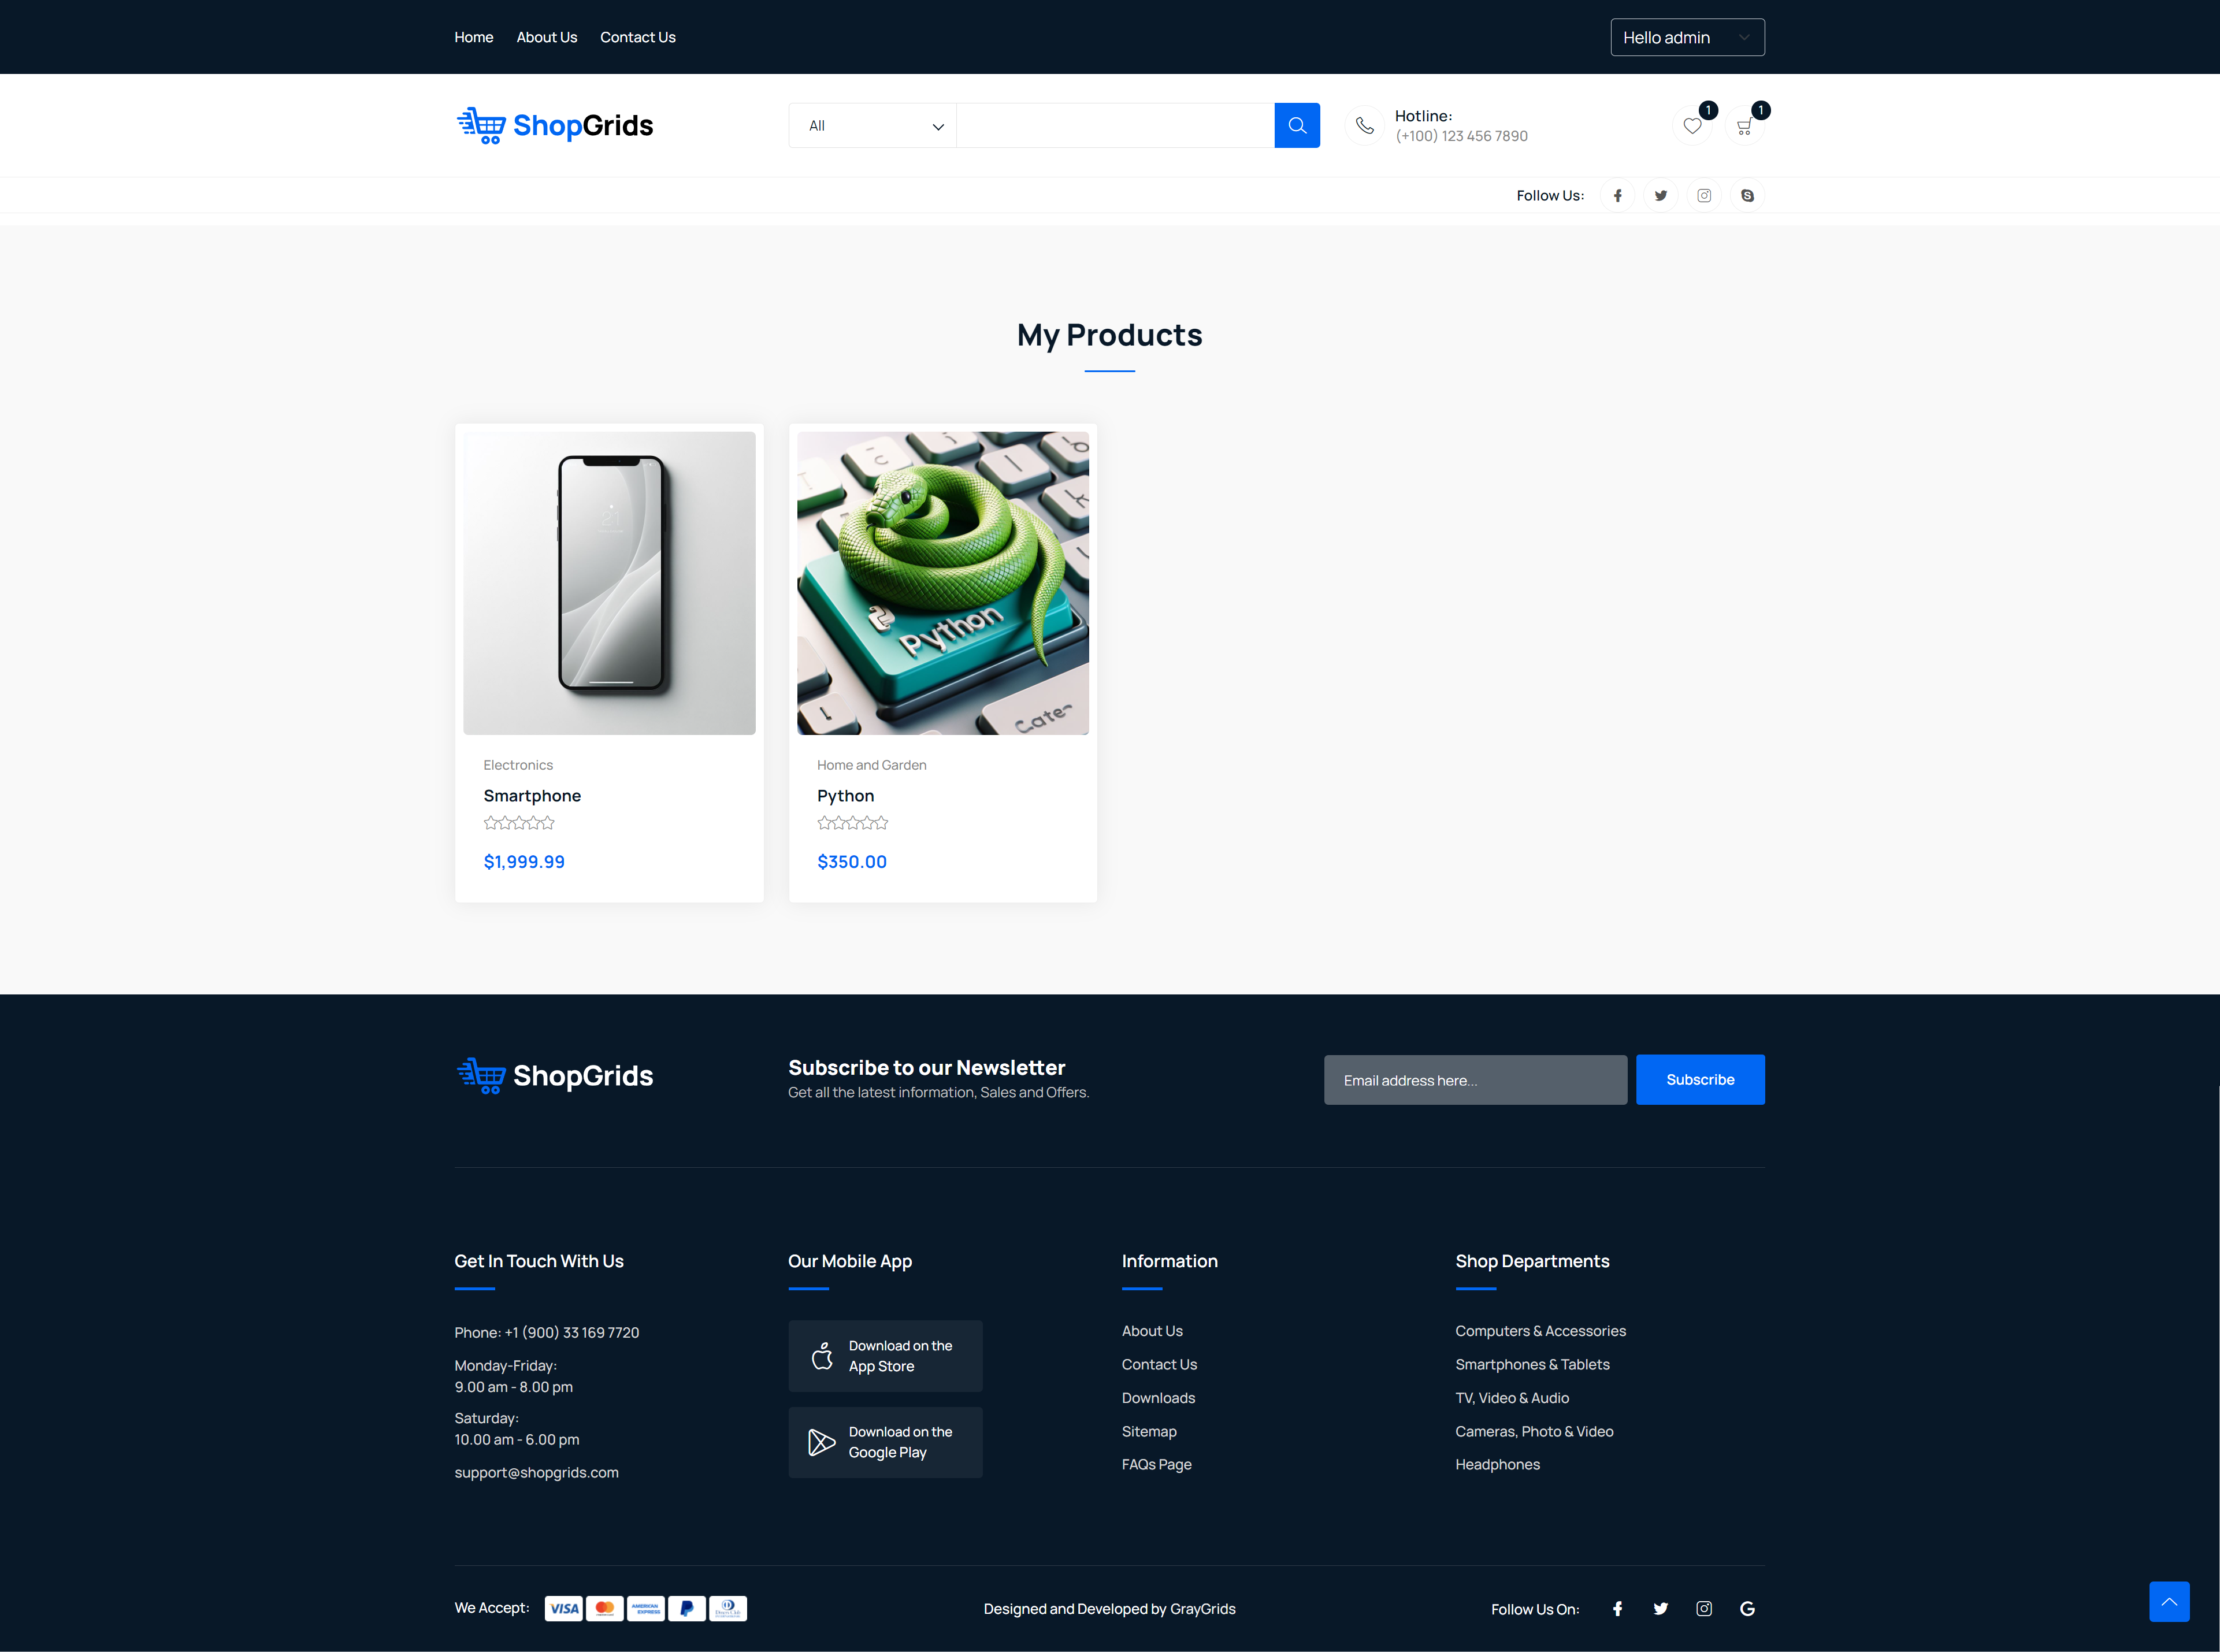 Home About Us Contact Us
Hello admin
ShopGrids
All
Hotline:
(+100) 123 456 7890
1
1
Follow Us:
My Products
21
Python
Cate-
Electronics
Smartphone
$1,999.99
Home and Garden
Python
$350.00
ShopGrids
Subscribe to our Newsletter
Get all the latest information, Sales and Offers.
Email address here...
Subscribe
Get In Touch With Us
Phone: +1 (900) 33 169 7720
Monday-Friday:
9.00 am - 8.00 pm
Saturday:
10.00 am - 6.00 pm
support@shopgrids.com
Our Mobile App
Download on the
App Store
Download on the
Google Play
Information
About Us
Contact Us
Downloads
Sitemap
FAQs Page
Shop Departments
Computers & Accessories
Smartphones & Tablets
TV, Video & Audio
Cameras, Photo & Video
Headphones
We Accept:
VISA
AMERICAN
EXPRESS
Designed and Developed by GrayGrids
Follow Us On: